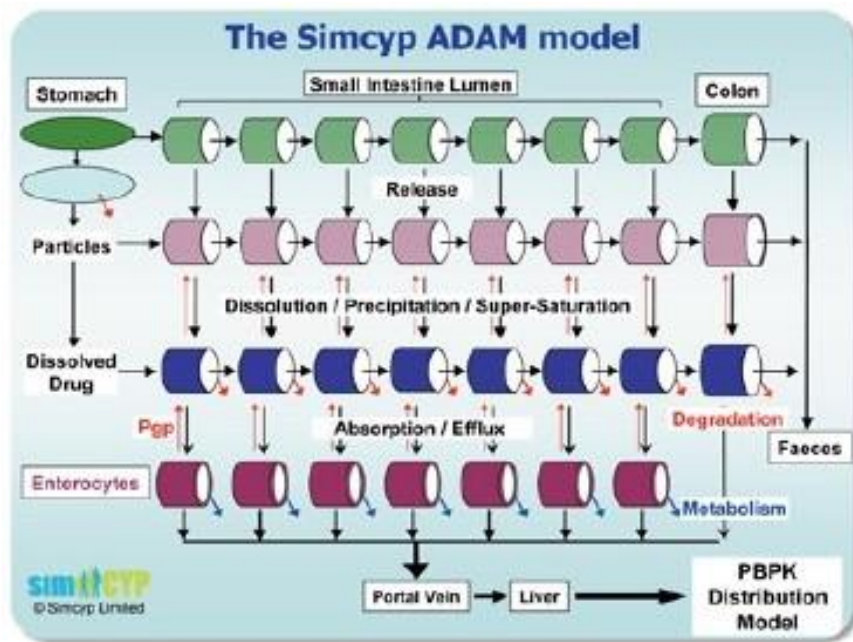 The Simcyp ADAM model
Stomach
Small Intestine Lumen
Colon
Release
Particles
Dissolution / Precipitation / Super-Saturation
Dissolved
Drug
Pgp
Absorption / Efflux
Degradation
Faeces
Enterocytes
Metabolism
simCYP
© Simcyp Limited
Portal Vein
Liver
PBPK
Distribution
Model